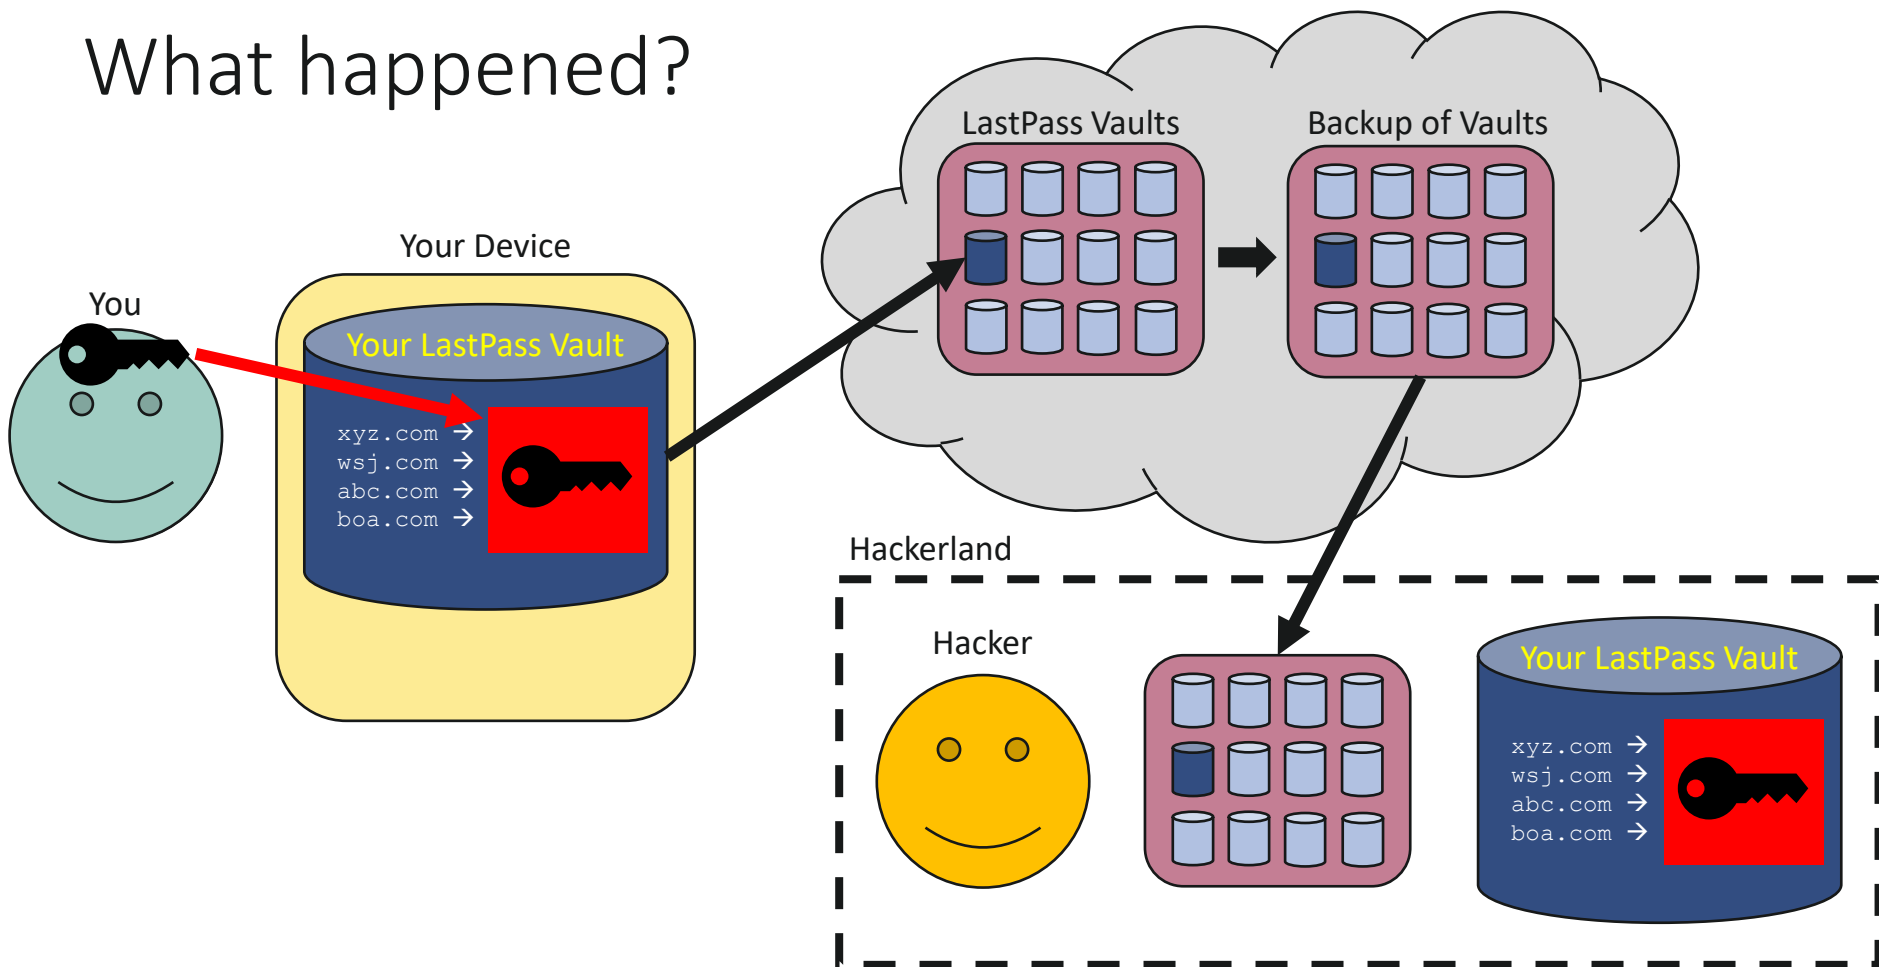 What happened?
LastPass Vaults
Backup of Vaults
Your Device
You
Your LastPass Vault
xyz.com →
wsj.com →
abc.com →
boa.com →
Hackerland
Hacker
Your LastPass Vault
xyz.com →
wsj.com →
abc.com →
boa.com →